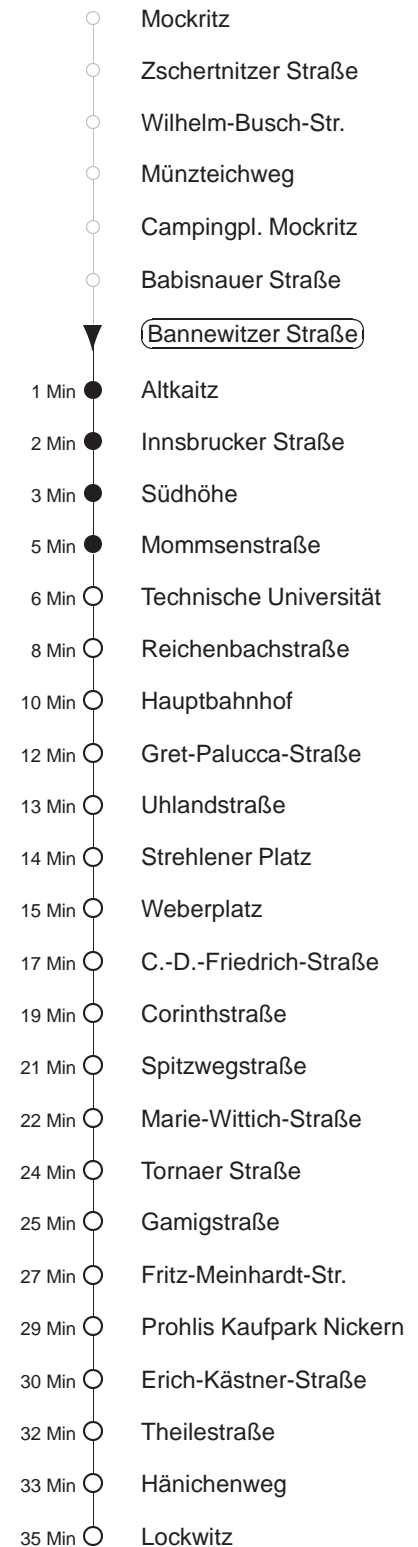 Mockritz
Zschertnitzer Straße
Wilhelm-Busch-Str.
Münzteichweg
Campingpl. Mockritz
Babisnauer Straße
Bannewitzer Straße
1 Min Altkaitz
2 Min Innsbrucker Straße
3 Min Südhöhe
5 Min Mommsenstraße
6 Min Technische Universität
8 Min Reichenbachstraße
10 Min Hauptbahnhof
12 Min Gret-Palucca-Straße
13 Min Uhlandstraße
14 Min Strehlener Platz
15 Min Weberplatz
17 Min C.-D.-Friedrich-Straße
19 Min Corinthstraße
21 Min Spitzwegstraße
22 Min Marie-Wittich-Straße
24 Min Tornaer Straße
25 Min Gamigstraße
27 Min Fritz-Meinhardt-Str.
29 Min Prohlis Kaufpark Nickern
30 Min Erich-Kästner-Straße
32 Min Theilestraße
33 Min Hänichenweg
35 Min Lockwitz